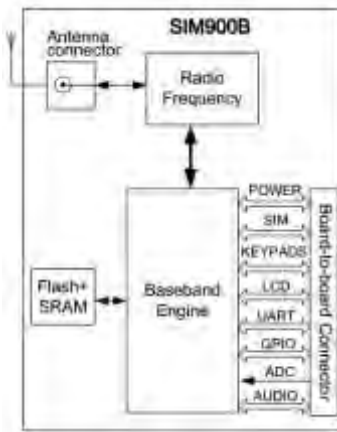 SIM900B
Antenna
connector
Radio
Frequency
POWER
SIM
KEYPADS
LCD
UART
GPIO
ADC
AUDIO
Flash+
SRAM
Baseband
Engine
Board-to-board Connector